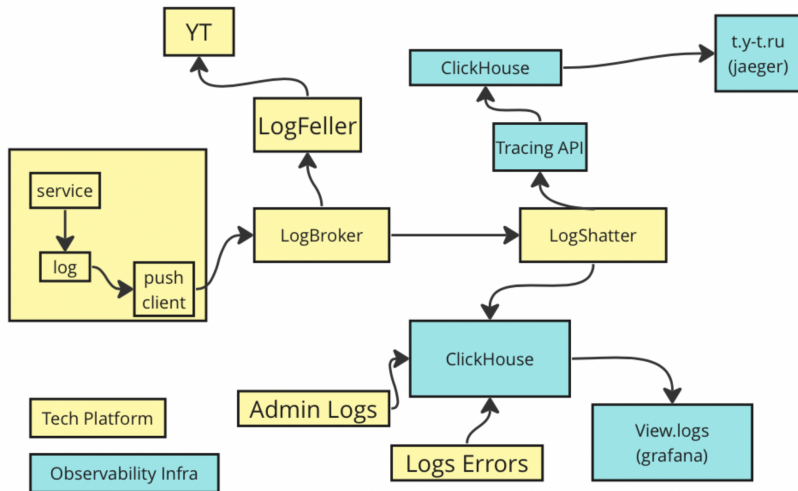 YT
t.y-t.ru
(jaeger)
ClickHouse
LogFeller
Tracing API
service
LogBroker
LogShatter
log
push
client
ClickHouse
Admin Logs
Tech Platform
View.logs
(grafana)
Logs Errors
Observability Infra